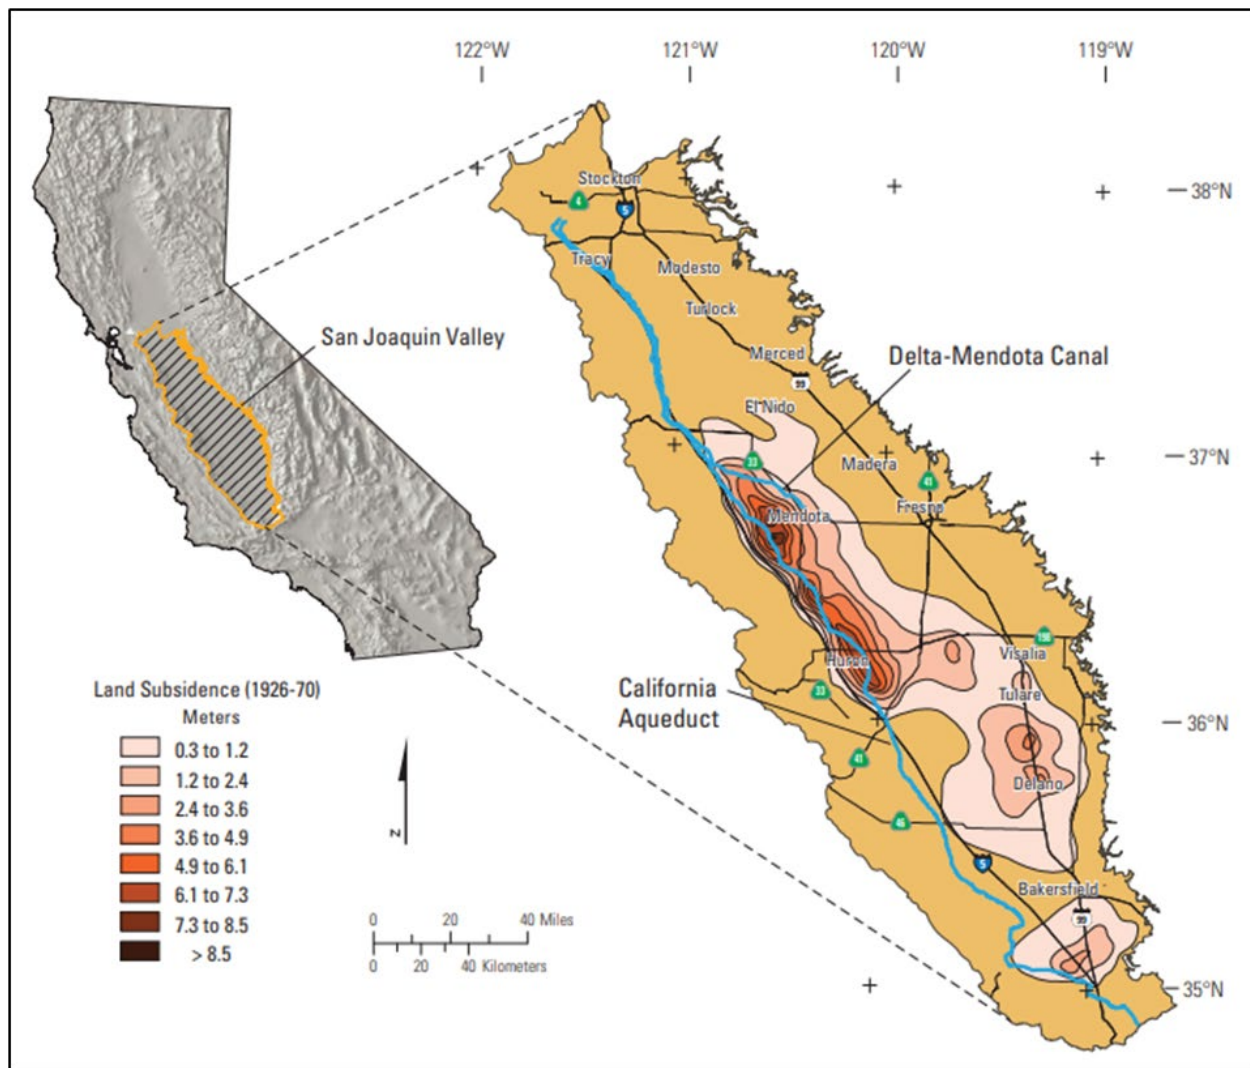 122°W 121°W 120°W 119°W
38°N
Stockton
4
5
Tracy
Modesto
Turlock
San Joaquin Valley
Merced
Delta-Mendota Canal
99
El Nido
37°N
33
Madera
41
Fresno
Mendota
198
Visalia
Huron
33
Tulare
California
Aqueduct
36°N
41
Delano
46
5
Bakersfield
99
35°N
Land Subsidence (1926-70)
Meters
0.3 to 1.2
1.2 to 2.4
2.4 to 3.6
3.6 to 4.9
4.9 to 6.1
6.1 to 7.3
7.3 to 8.5
> 8.5
N
0 20 40 Miles
0 20 40 Kilometers